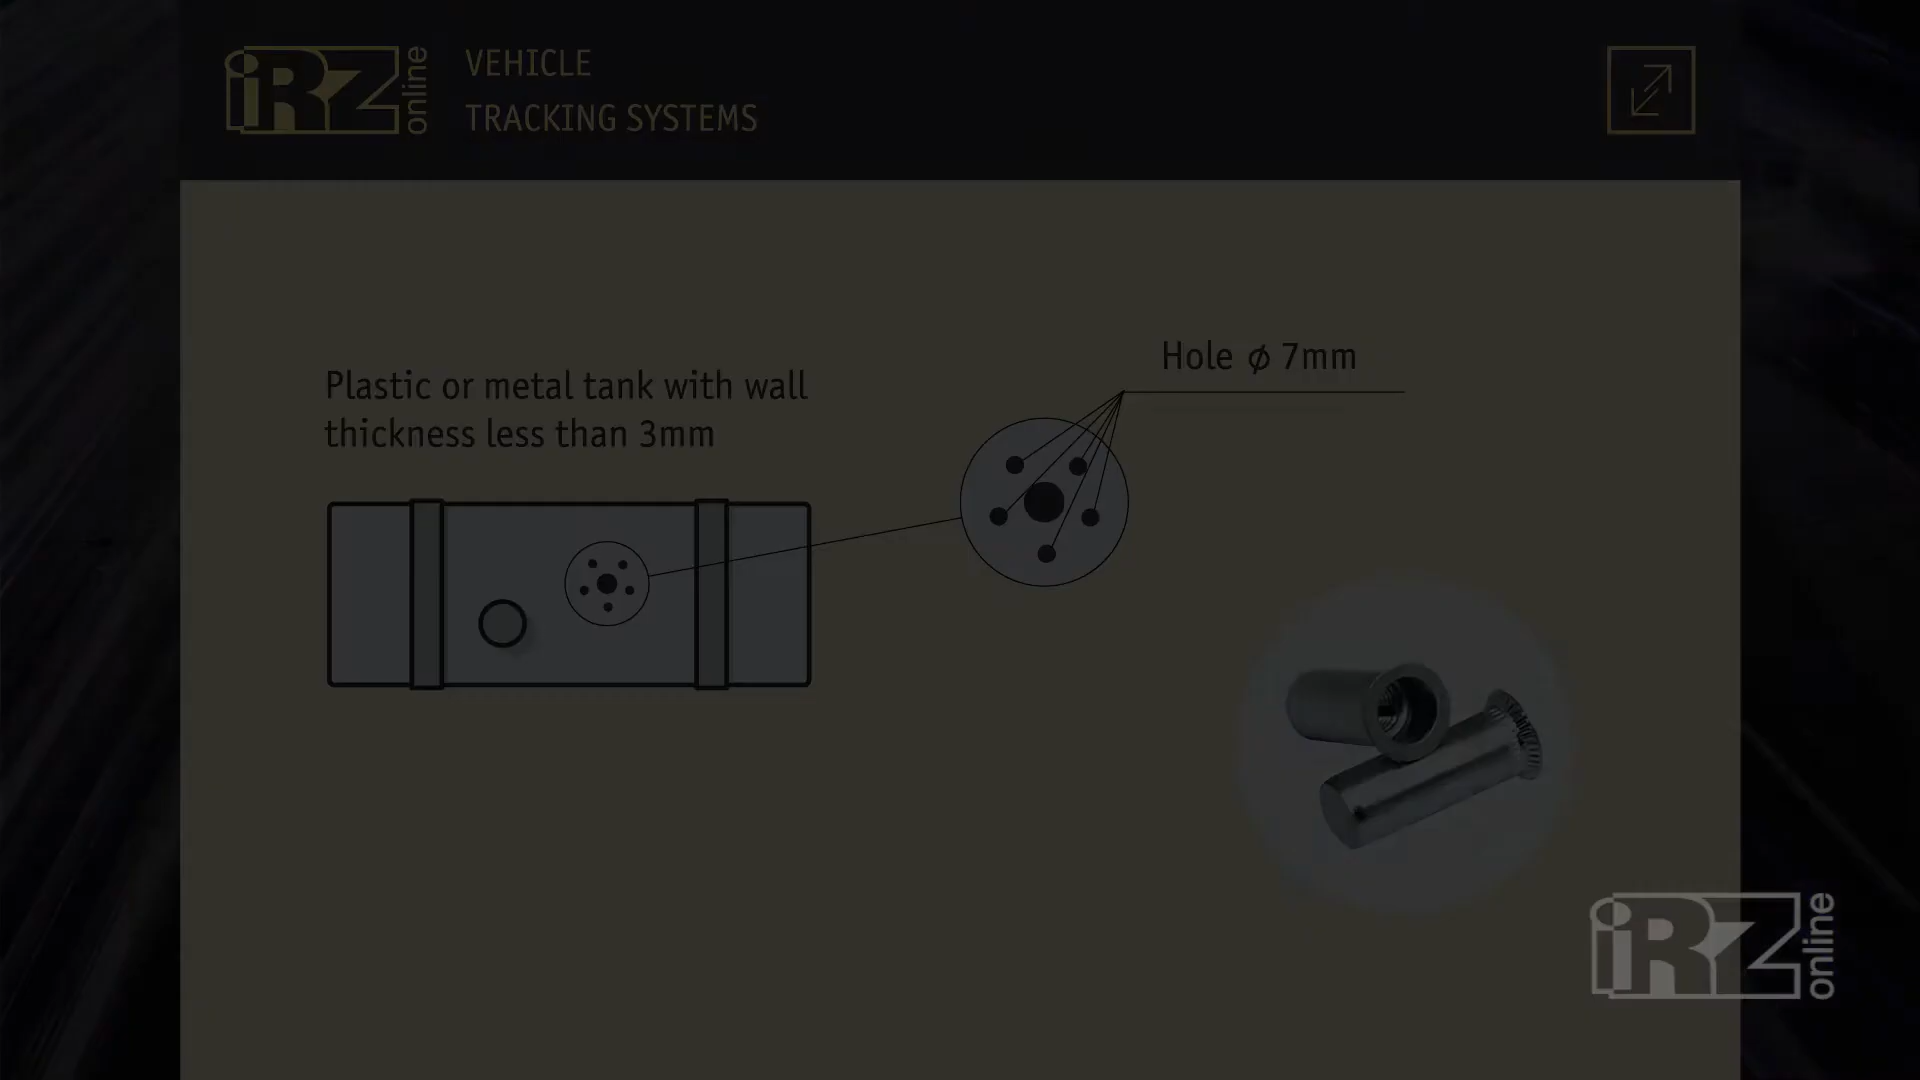 iRZ online
VEHICLE
TRACKING SYSTEMS
Hole ϕ 7mm
Plastic or metal tank with wall
thickness less than 3mm
iRZ online